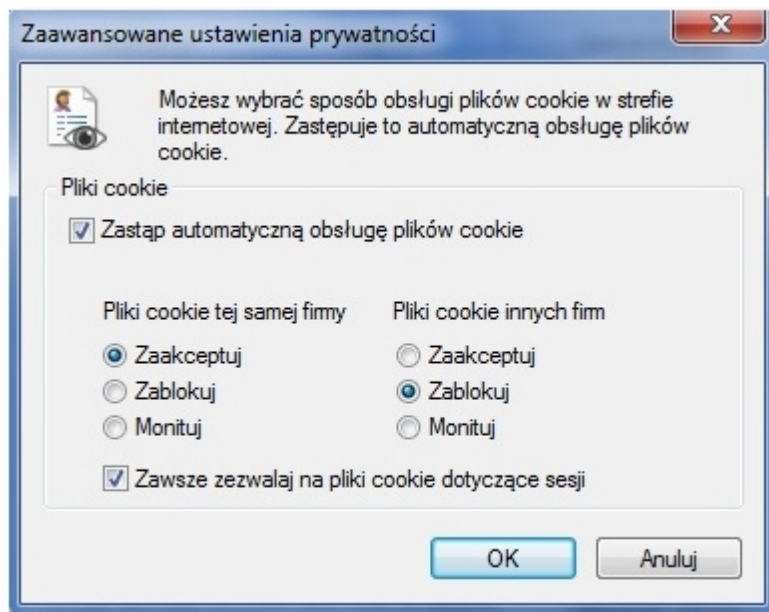 Zaawansowane ustawienia prywatności
Możesz wybrać sposób obsługi plików cookie w strefie
internetowej. Zastępuje to automatyczną obsługę plików
cookie.
Pliki cookie
Zastąp automatyczną obsługę plików cookie
Pliki cookie tej samej firmy
Pliki cookie innych firm
Zaakceptuj
Zaakceptuj
Zablokuj
Zablokuj
Monituj
Monituj
Zawsze zezwalaj na pliki cookie dotyczące sesji
OK
Anuluj